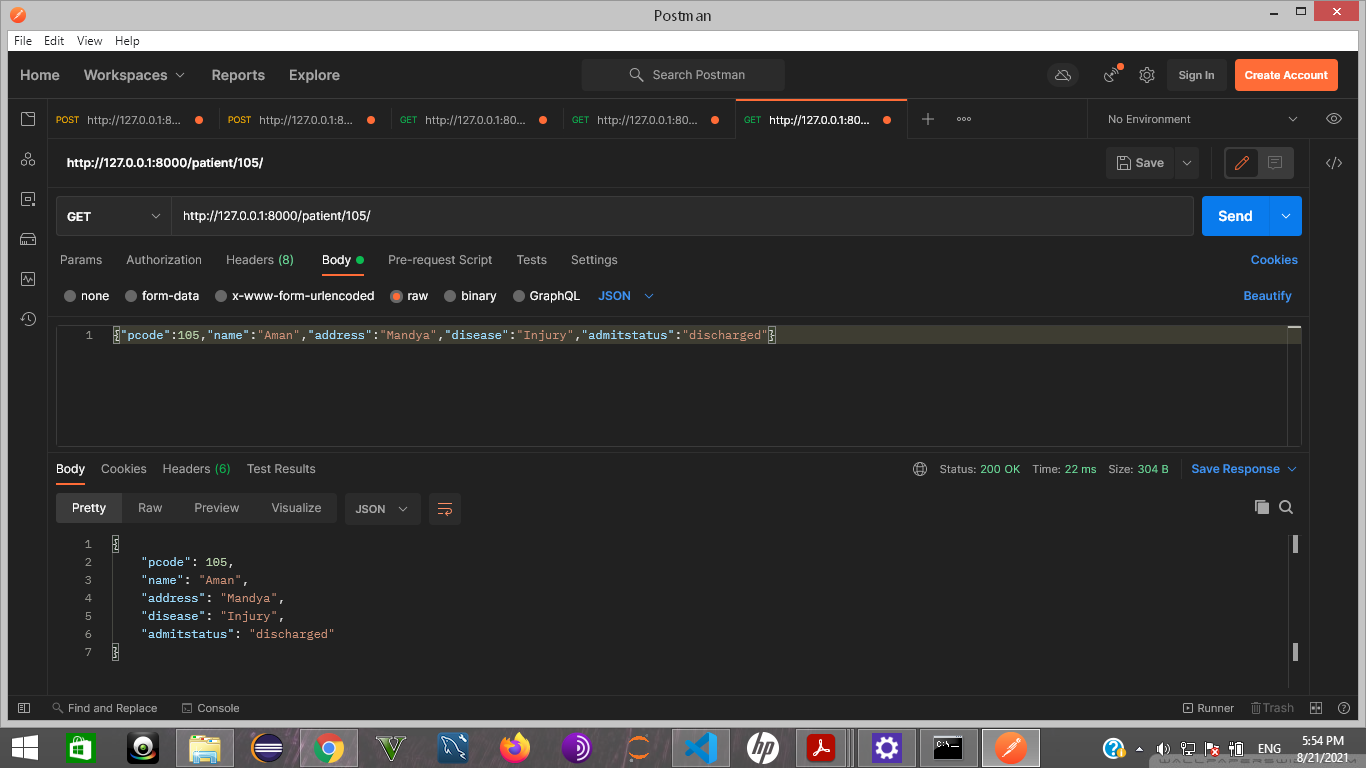 Postman
File Edit View Help
Home Workspaces Reports Explore Search Postman Sign In Create Account
POST http://127.0.0.1:8... POST http://127.0.0.1:8... GET http://127.0.0.1:80... GET http://127.0.0.1:80... GET http://127.0.0.1:80... No Environment
http://127.0.0.1:8000/patient/105/ Save
GET http://127.0.0.1:8000/patient/105/ Send
Params Authorization Headers (8) Body Pre-request Script Tests Settings Cookies
none form-data x-www-form-urlencoded raw binary GraphQL JSON Beautify
1 {"pcode":105,"name":"Aman","address":"Mandya","disease":"Injury","admitstatus":"discharged"}
Body Cookies Headers (6) Test Results Status: 200 OK Time: 22 ms Size: 304 B Save Response
Pretty Raw Preview Visualize JSON
1 {
2 "pcode": 105,
3 "name": "Aman",
4 "address": "Mandya",
5 "disease": "Injury",
6 "admitstatus": "discharged"
7 }
Find and Replace Console Runner Trash
ENG 5:54 PM
8/21/2021